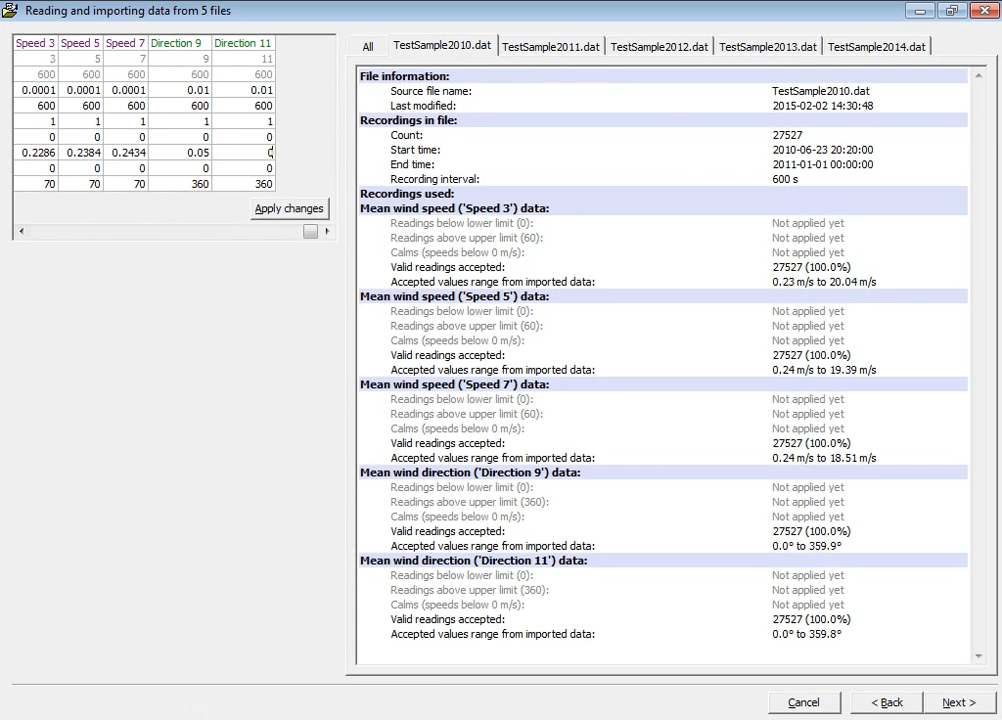 Reading and importing data from 5 files
Speed 3 Speed 5 Speed 7 Direction 9 Direction 11
3 5 7 9 11
600 600 600 600 600
0.0001 0.0001 0.0001 0.01 0.01
600 600 600 600 600
1 1 1 1 1
0 0 0 0 0
0.2286 0.2384 0.2434 0.05 0
0 0 0 0 0
70 70 70 360 360
Apply changes
All TestSample2010.dat TestSample2011.dat TestSample2012.dat TestSample2013.dat TestSample2014.dat
File information:
Source file name: TestSample2010.dat
Last modified: 2015-02-02 14:30:48
Recordings in file:
Count: 27527
Start time: 2010-06-23 20:20:00
End time: 2011-01-01 00:00:00
Recording interval: 600 s
Recordings used:
Mean wind speed ('Speed 3') data:
Readings below lower limit (0): Not applied yet
Readings above upper limit (60): Not applied yet
Calms (speeds below 0 m/s): Not applied yet
Valid readings accepted: 27527 (100.0%)
Accepted values range from imported data: 0.23 m/s to 20.04 m/s
Mean wind speed ('Speed 5') data:
Readings below lower limit (0): Not applied yet
Readings above upper limit (60): Not applied yet
Calms (speeds below 0 m/s): Not applied yet
Valid readings accepted: 27527 (100.0%)
Accepted values range from imported data: 0.24 m/s to 19.39 m/s
Mean wind speed ('Speed 7') data:
Readings below lower limit (0): Not applied yet
Readings above upper limit (60): Not applied yet
Calms (speeds below 0 m/s): Not applied yet
Valid readings accepted: 27527 (100.0%)
Accepted values range from imported data: 0.24 m/s to 18.51 m/s
Mean wind direction ('Direction 9') data:
Readings below lower limit (0): Not applied yet
Readings above upper limit (360): Not applied yet
Calms (speeds below 0 m/s): Not applied yet
Valid readings accepted: 27527 (100.0%)
Accepted values range from imported data: 0.0° to 359.9°
Mean wind direction ('Direction 11') data:
Readings below lower limit (0): Not applied yet
Readings above upper limit (360): Not applied yet
Calms (speeds below 0 m/s): Not applied yet
Valid readings accepted: 27527 (100.0%)
Accepted values range from imported data: 0.0° to 359.8°
Cancel < Back Next >